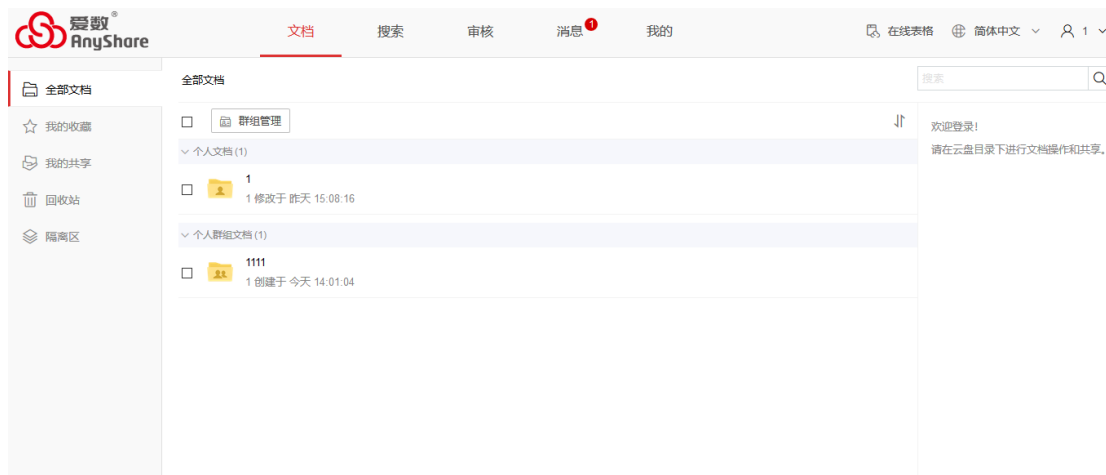 爱数®
AnyShare
文档 搜索 审核 消息 1 我的
在线表格 简体中文 1
全部文档
我的收藏
我的共享
回收站
隔离区
全部文档
搜索
群组管理
个人文档 (1)
1
1 修改于 昨天 15:08:16
个人群组文档 (1)
1111
1 创建于 今天 14:01:04
欢迎登录!
请在云盘目录下进行文档操作和共享。